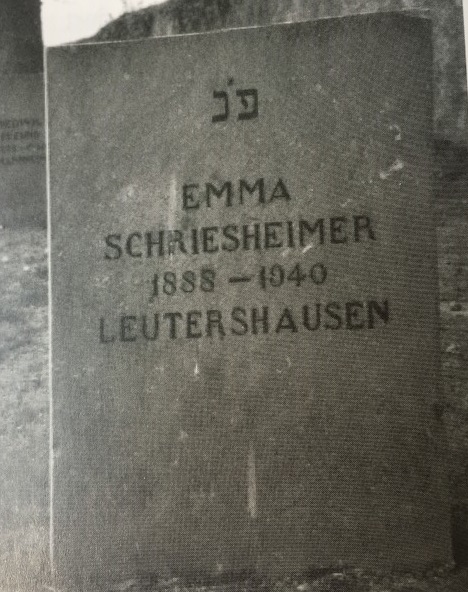 פ״נ
EMMA
SCHRIESHEIMER
1888 – 1940
LEUTERSHAUSEN